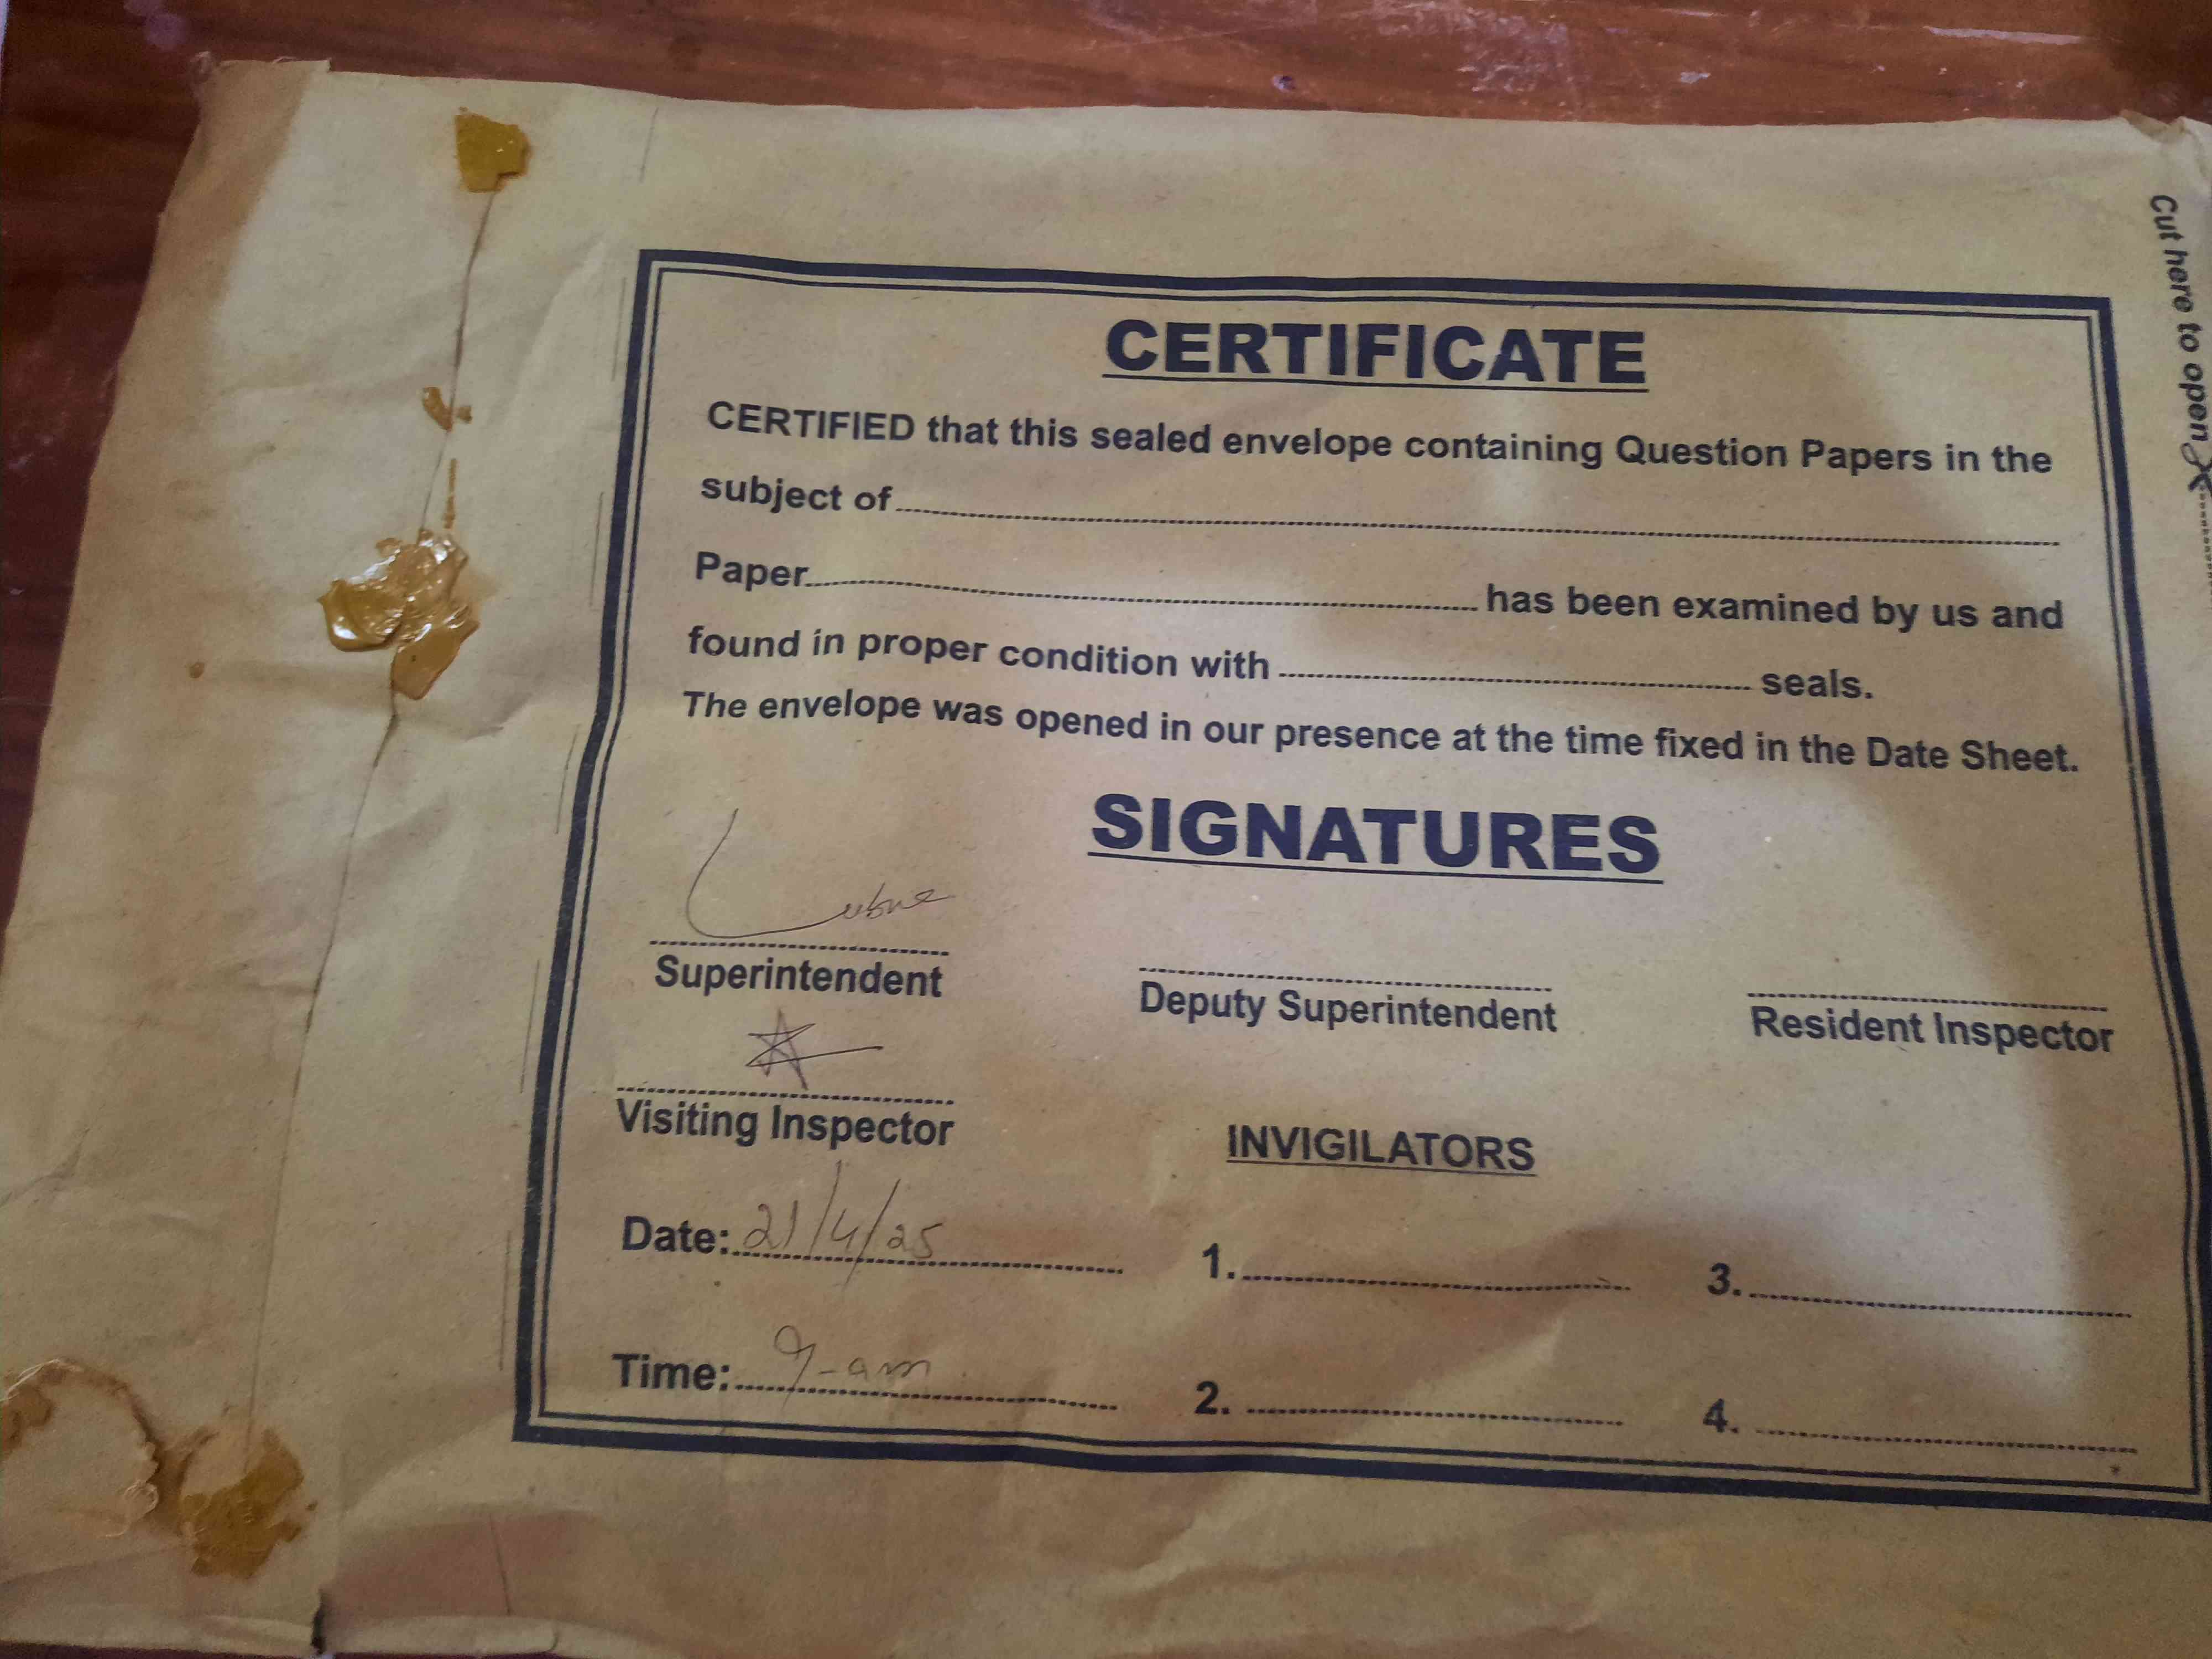 Cut here to open
CERTIFICATE
CERTIFIED that this sealed envelope containing Question Papers in the
subject of
Paper has been examined by us and
found in proper condition with seals.
The envelope was opened in our presence at the time fixed in the Date Sheet.
SIGNATURES
Lubna
Superintendent
Deputy Superintendent
Resident Inspector
Visiting Inspector
INVIGILATORS
Date: 21/4/25
1.
3.
Time: 9-am
2.
4.